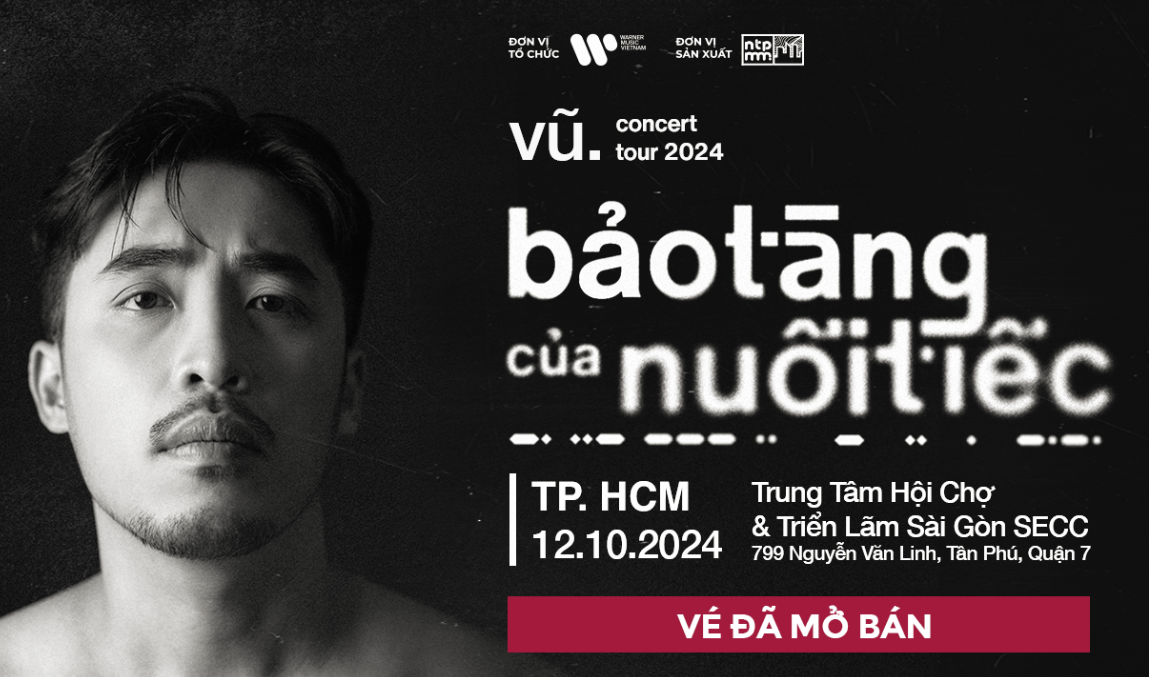 ĐƠN VỊ
TỔ CHỨC
WARNER
MUSIC
VIETNAM
ĐƠN VỊ
SẢN XUẤT
ntp
mm
vũ.
concert
tour 2024
bảo tàng
của nuối tiếc
TP. HCM
12.10.2024
Trung Tâm Hội Chợ
& Triển Lãm Sài Gòn SECC
799 Nguyễn Văn Linh, Tân Phú, Quận 7
VÉ ĐÃ MỞ BÁN